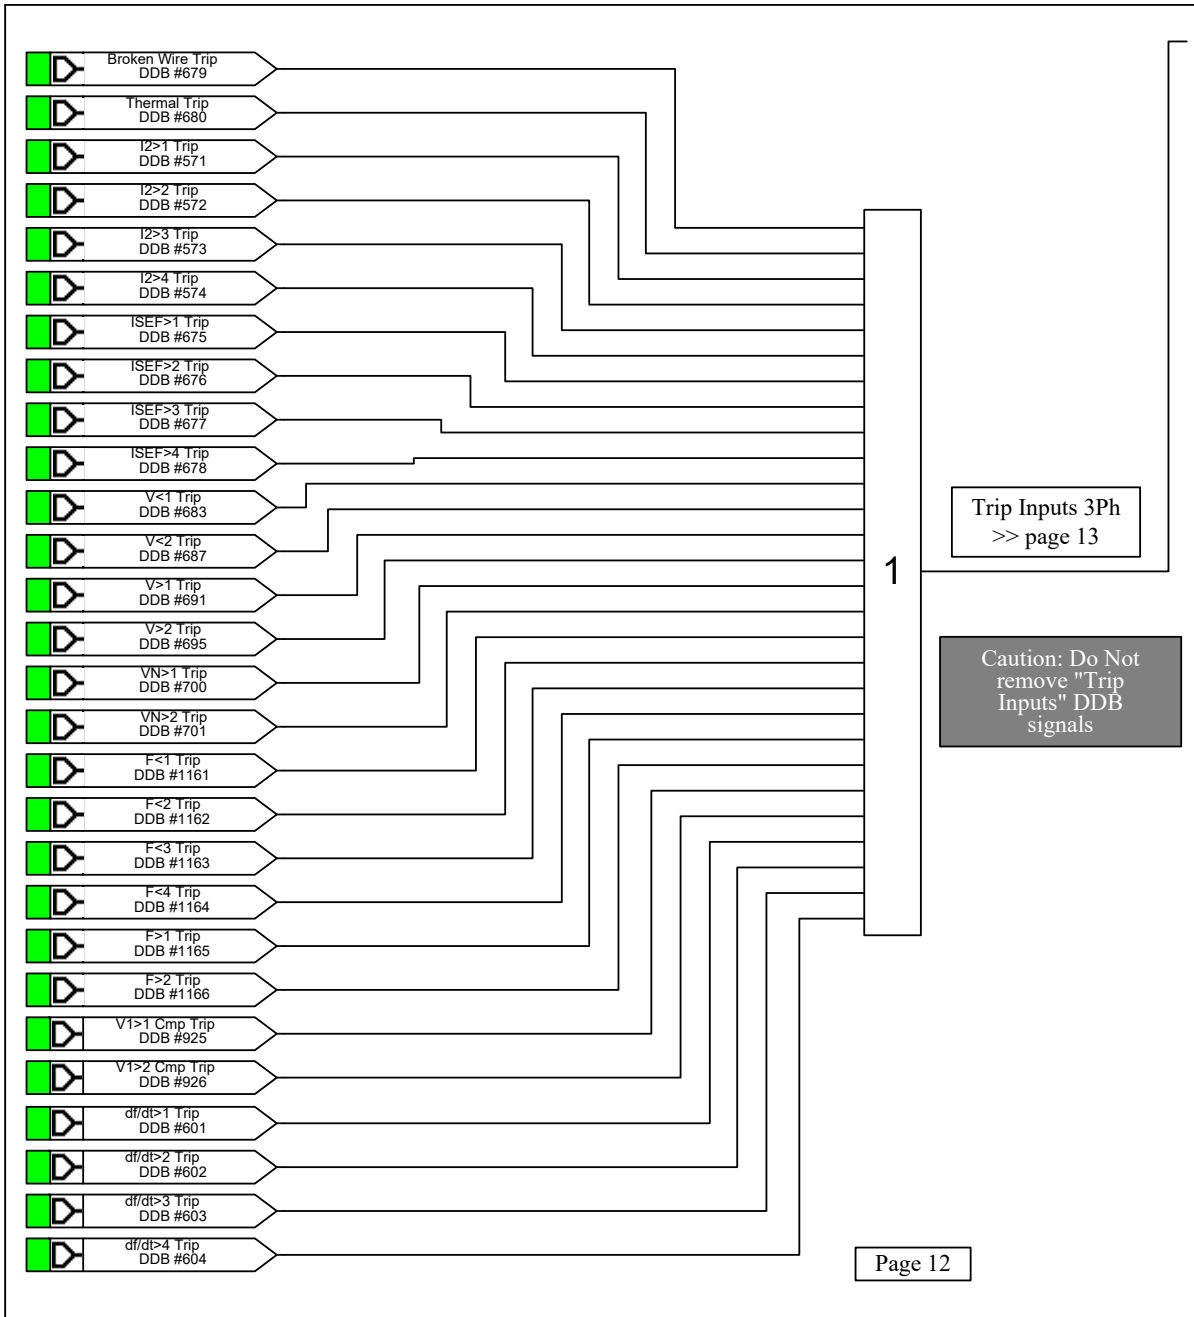 Broken Wire Trip
DDB #679
Thermal Trip
DDB #680
I2>1 Trip
DDB #571
I2>2 Trip
DDB #572
I2>3 Trip
DDB #573
I2>4 Trip
DDB #574
ISEF>1 Trip
DDB #675
ISEF>2 Trip
DDB #676
ISEF>3 Trip
DDB #677
ISEF>4 Trip
DDB #678
V<1 Trip
DDB #683
V<2 Trip
DDB #687
V>1 Trip
DDB #691
V>2 Trip
DDB #695
VN>1 Trip
DDB #700
VN>2 Trip
DDB #701
F<1 Trip
DDB #1161
F<2 Trip
DDB #1162
F<3 Trip
DDB #1163
F<4 Trip
DDB #1164
F>1 Trip
DDB #1165
F>2 Trip
DDB #1166
V1>1 Cmp Trip
DDB #925
V1>2 Cmp Trip
DDB #926
df/dt>1 Trip
DDB #601
df/dt>2 Trip
DDB #602
df/dt>3 Trip
DDB #603
df/dt>4 Trip
DDB #604
1
Trip Inputs 3Ph
>> page 13
Caution: Do Not
remove "Trip
Inputs" DDB
signals
Page 12